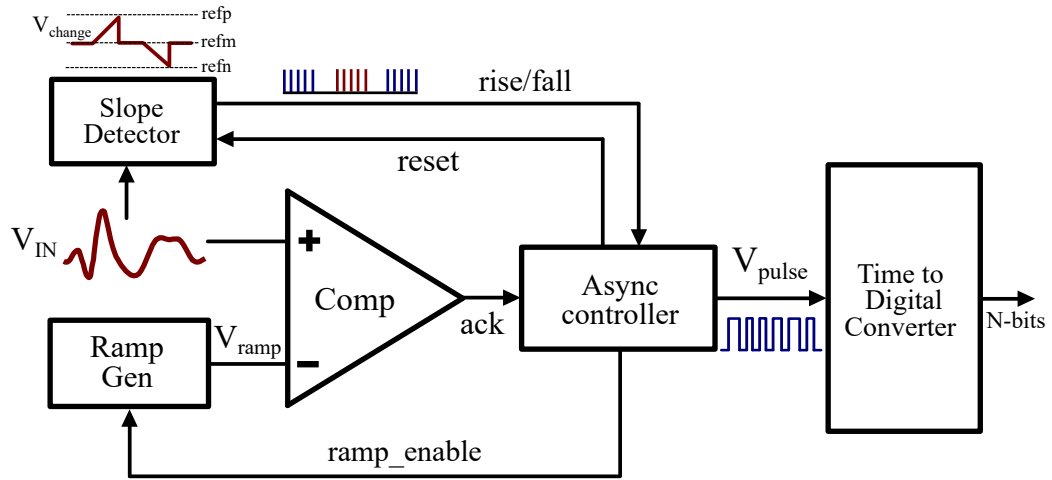 refp
V_change
refm
refn
Slope
Detector
rise/fall
reset
V_IN
+
Comp
−
ack
Async
controller
V_pulse
Time to
Digital
Converter
N-bits
Ramp
Gen
V_ramp
ramp_enable